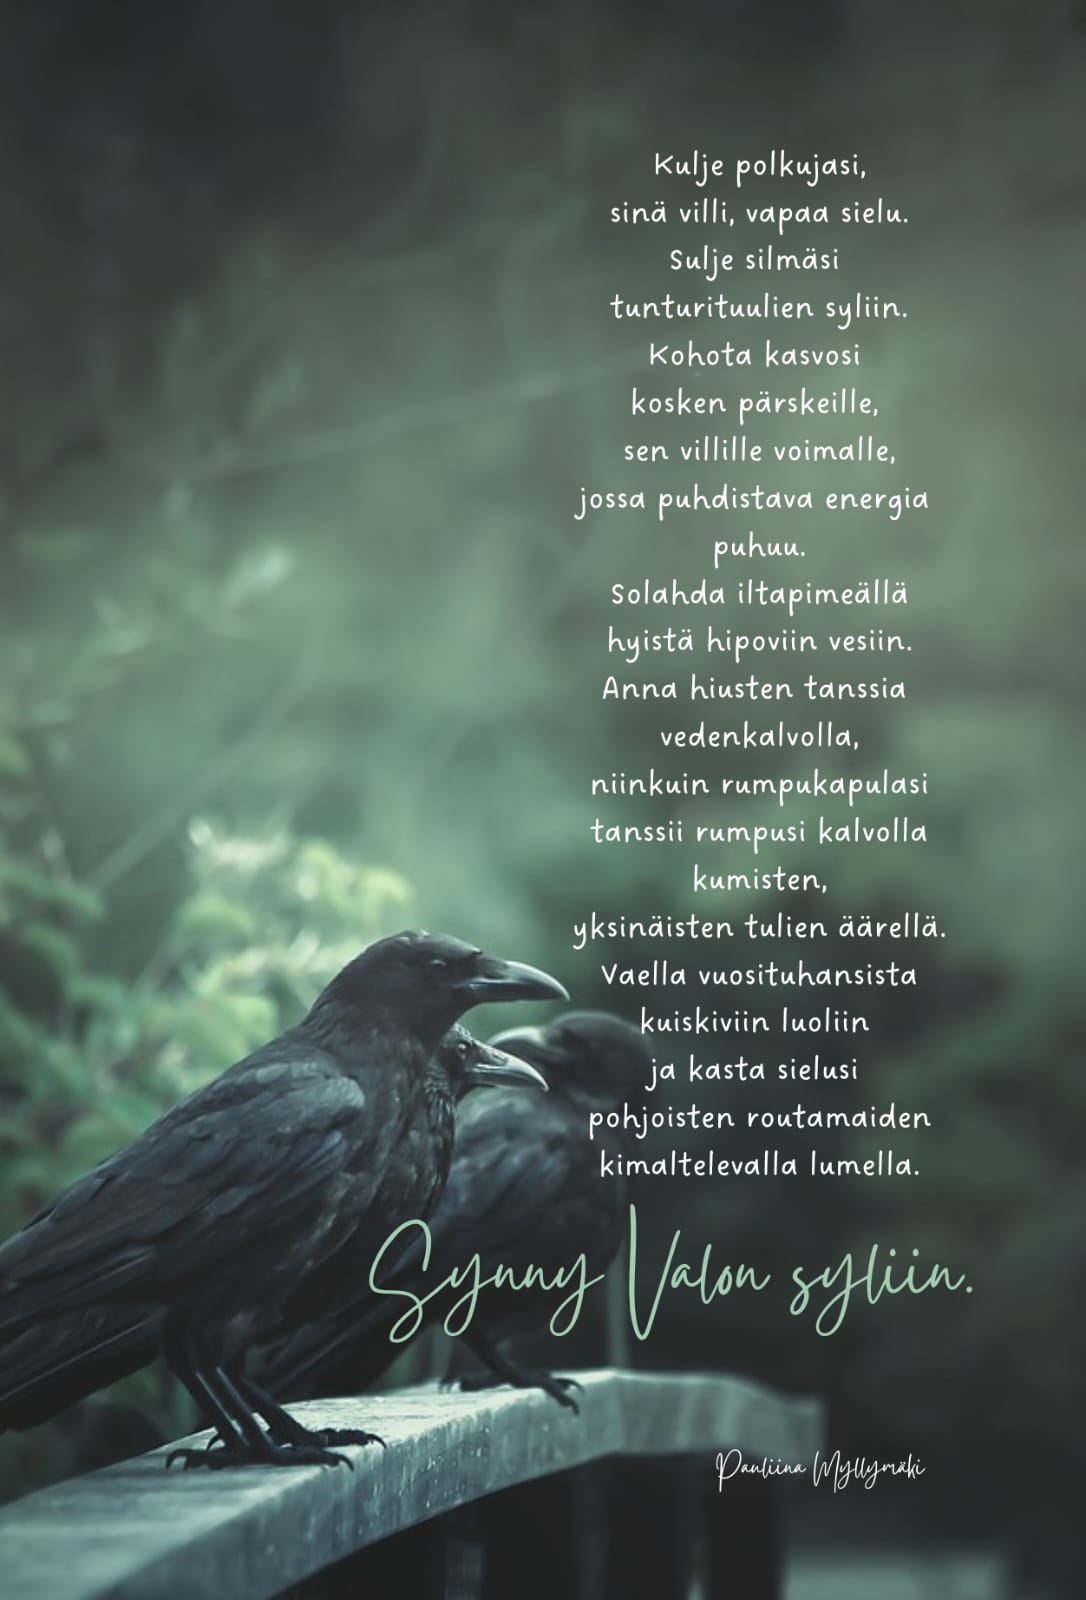 Kulje polkujasi,
sinä villi, vapaa sielu.
Sulje silmäsi
tunturituulien syliin.
Kohota kasvosi
kosken pärskeille,
sen villille voimalle,
jossa puhdistava energia
puhuu.
Solahda iltapimeällä
hyistä hipoviin vesiin.
Anna hiusten tanssia
vedenkalvolla,
niinkuin rumpukapulasi
tanssii rumpusi kalvolla
kumisten,
yksinäisten tulien äärellä.
Vaella vuosituhansista
kuiskiviin luoliin
ja kasta sielusi
pohjoisten routamaiden
kimaltelevalla lumella.
Synny Valon syliin.
Pauliina Myllymäki